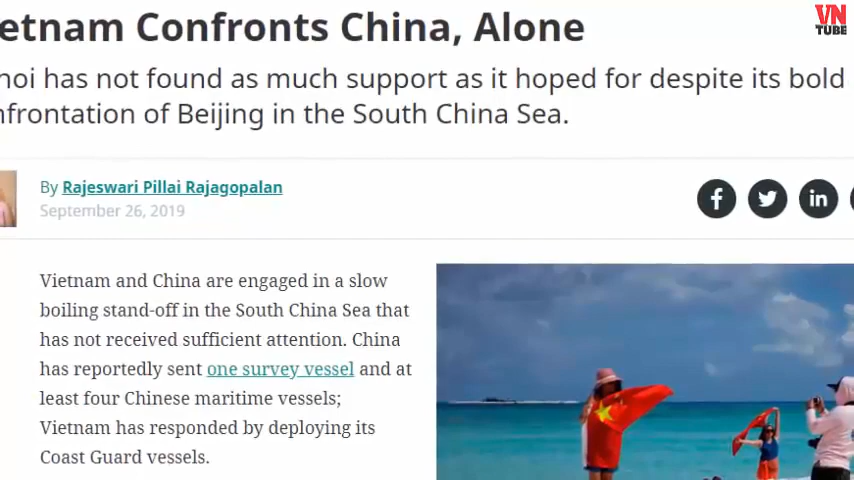 etnam Confronts China, Alone
VN
TUBE
noi has not found as much support as it hoped for despite its bold
nfrontation of Beijing in the South China Sea.
By Rajeswari Pillai Rajagopalan
September 26, 2019
Vietnam and China are engaged in a slow
boiling stand-off in the South China Sea that
has not received sufficient attention. China
has reportedly sent one survey vessel and at
least four Chinese maritime vessels;
Vietnam has responded by deploying its
Coast Guard vessels.